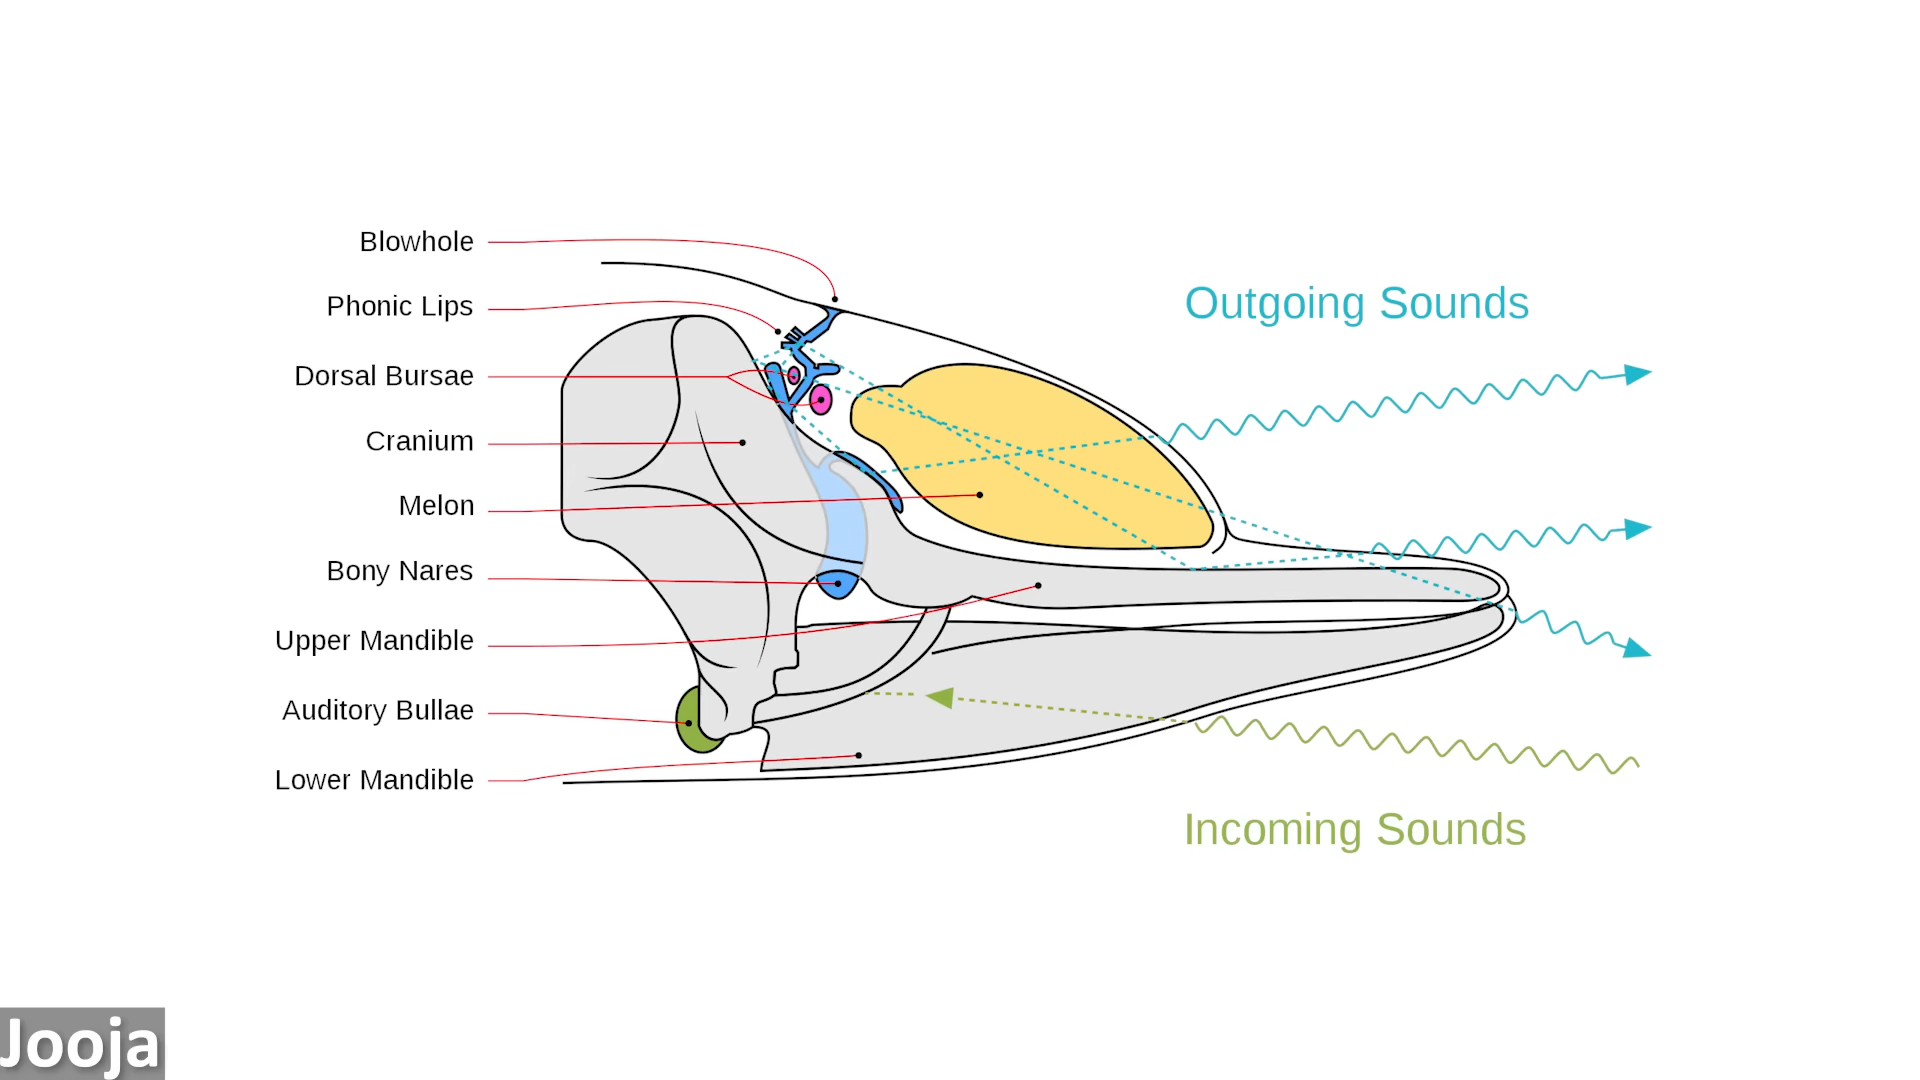 Blowhole
Phonic Lips
Dorsal Bursae
Cranium
Melon
Bony Nares
Upper Mandible
Auditory Bullae
Lower Mandible
Outgoing Sounds
Incoming Sounds
Jooja